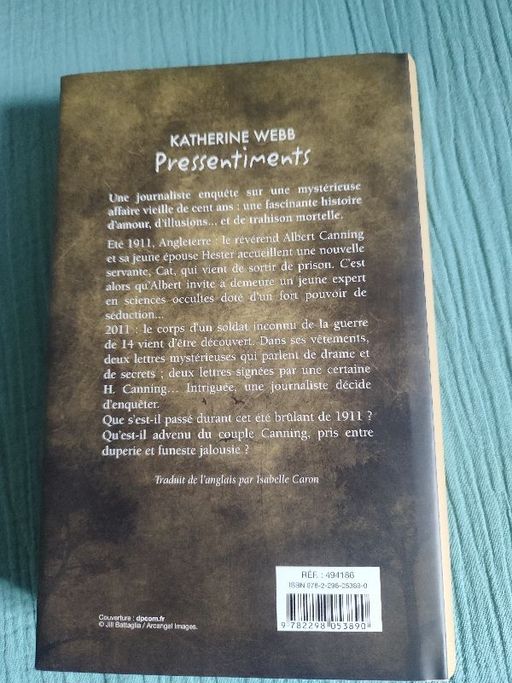 KATHERINE WEBB
Pressentiments
Une journaliste enquête sur une mystérieuse
affaire vieille de cent ans : une fascinante histoire
d'amour, d'illusions... et de trahison mortelle.
Été 1911, Angleterre : le révérend Albert Canning
et sa jeune épouse Hester accueillent une nouvelle
servante, Cat, qui vient de sortir de prison. C'est
alors qu'Albert invite à demeure un jeune expert
en sciences occultes doté d'un fort pouvoir de
séduction...
2011 : le corps d'un soldat inconnu de la guerre
de 14 vient d'être découvert. Dans ses vêtements,
deux lettres mystérieuses qui parlent de drame et
de secrets ; deux lettres signées par une certaine
H. Canning... Intriguée, une journaliste décide
d'enquêter.
Que s'est-il passé durant cet été brûlant de 1911 ?
Qu'est-il advenu du couple Canning, pris entre
duperie et funeste jalousie ?
Traduit de l'anglais par Isabelle Caron
RÉF. : 494186
ISBN 978-2-298-05389-0
9 782298 053890
Couverture : dpcom.fr
© Jill Battaglia / Arcangel Images.